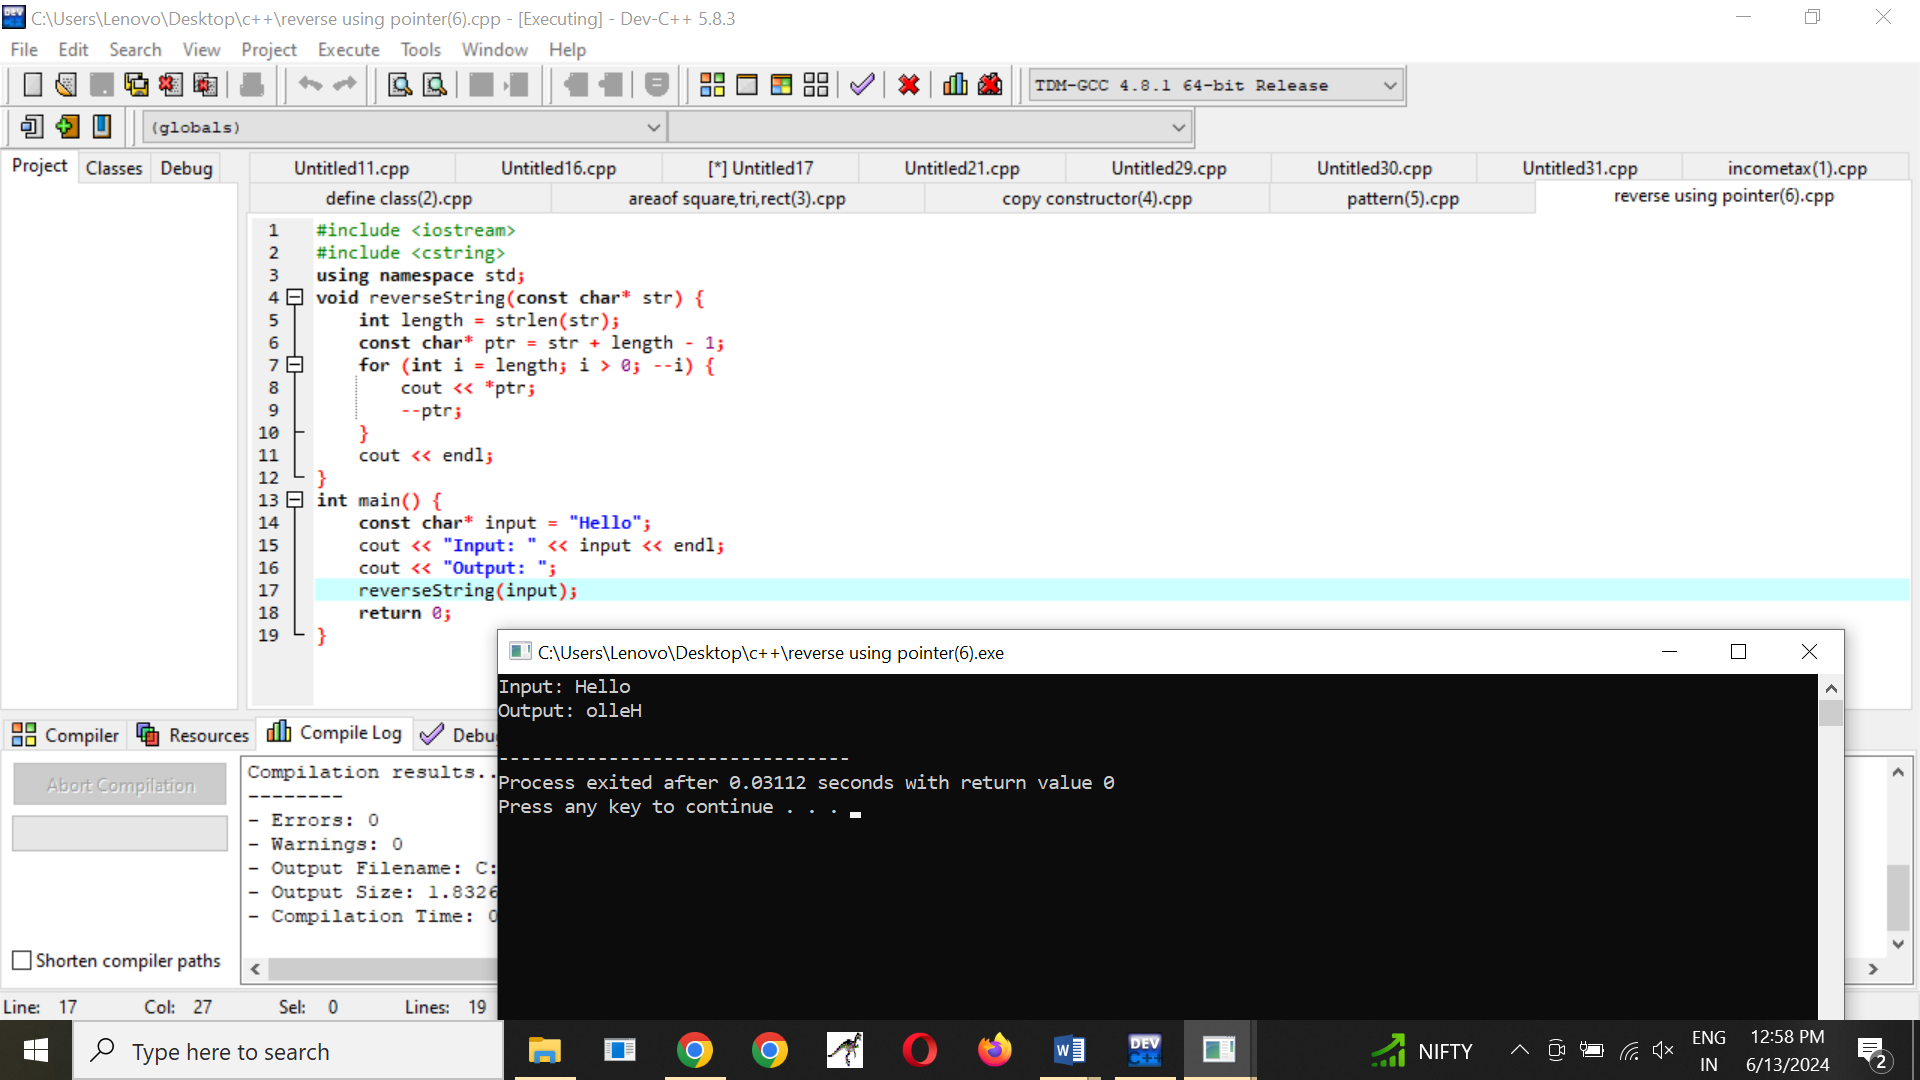 C:\Users\Lenovo\Desktop\c++\reverse using pointer(6).cpp - [Executing] - Dev-C++ 5.8.3
File Edit Search View Project Execute Tools Window Help
TDM-GCC 4.8.1 64-bit Release
(globals)
Project Classes Debug
Untitled11.cpp Untitled16.cpp [*] Untitled17 Untitled21.cpp Untitled29.cpp Untitled30.cpp Untitled31.cpp incometax(1).cpp
define class(2).cpp areaof square,tri,rect(3).cpp copy constructor(4).cpp pattern(5).cpp reverse using pointer(6).cpp
1 #include <iostream>
2 #include <cstring>
3 using namespace std;
4 void reverseString(const char* str) {
5 int length = strlen(str);
6 const char* ptr = str + length - 1;
7 for (int i = length; i > 0; --i) {
8 cout << *ptr;
9 --ptr;
10 }
11 cout << endl;
12 }
13 int main() {
14 const char* input = "Hello";
15 cout << "Input: " << input << endl;
16 cout << "Output: ";
17 reverseString(input);
18 return 0;
19 }
C:\Users\Lenovo\Desktop\c++\reverse using pointer(6).exe
Input: Hello
Output: olleH
--------------------------------
Process exited after 0.03112 seconds with return value 0
Press any key to continue . . .
Compiler Resources Compile Log Debu
Abort Compilation
Shorten compiler paths
Compilation results..
--------
- Errors: 0
- Warnings: 0
- Output Filename: C:
- Output Size: 1.8326
- Compilation Time: 0
Line: 17 Col: 27 Sel: 0 Lines: 19
Type here to search
DEV C++
NIFTY
ENG
IN
12:58 PM
6/13/2024
2